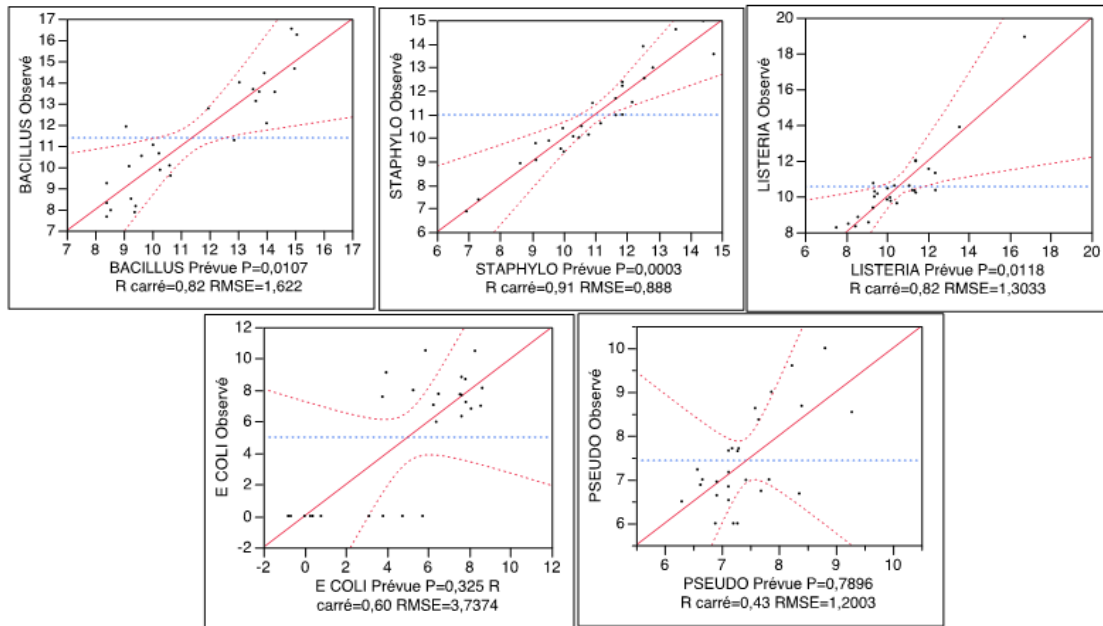 BACILLUS Observé
17
16
15
14
13
12
11
10
9
8
7
7 8 9 10 11 12 13 14 15 16 17
BACILLUS Prévue P=0,0107
R carré=0,82 RMSE=1,622
STAPHYLO Observé
15
14
13
12
11
10
9
8
7
6
6 7 8 9 10 11 12 13 14 15
STAPHYLO Prévue P=0,0003
R carré=0,91 RMSE=0,888
LISTERIA Observé
20
18
16
14
12
10
8
8 10 12 14 16 18 20
LISTERIA Prévue P=0,0118
R carré=0,82 RMSE=1,3033
E COLI Observé
12
10
8
6
4
2
-0
-2
-2 0 2 4 6 8 10 12
E COLI Prévue P=0,325 R
carré=0,60 RMSE=3,7374
PSEUDO Observé
10
9
8
7
6
6 7 8 9 10
PSEUDO Prévue P=0,7896
R carré=0,43 RMSE=1,2003